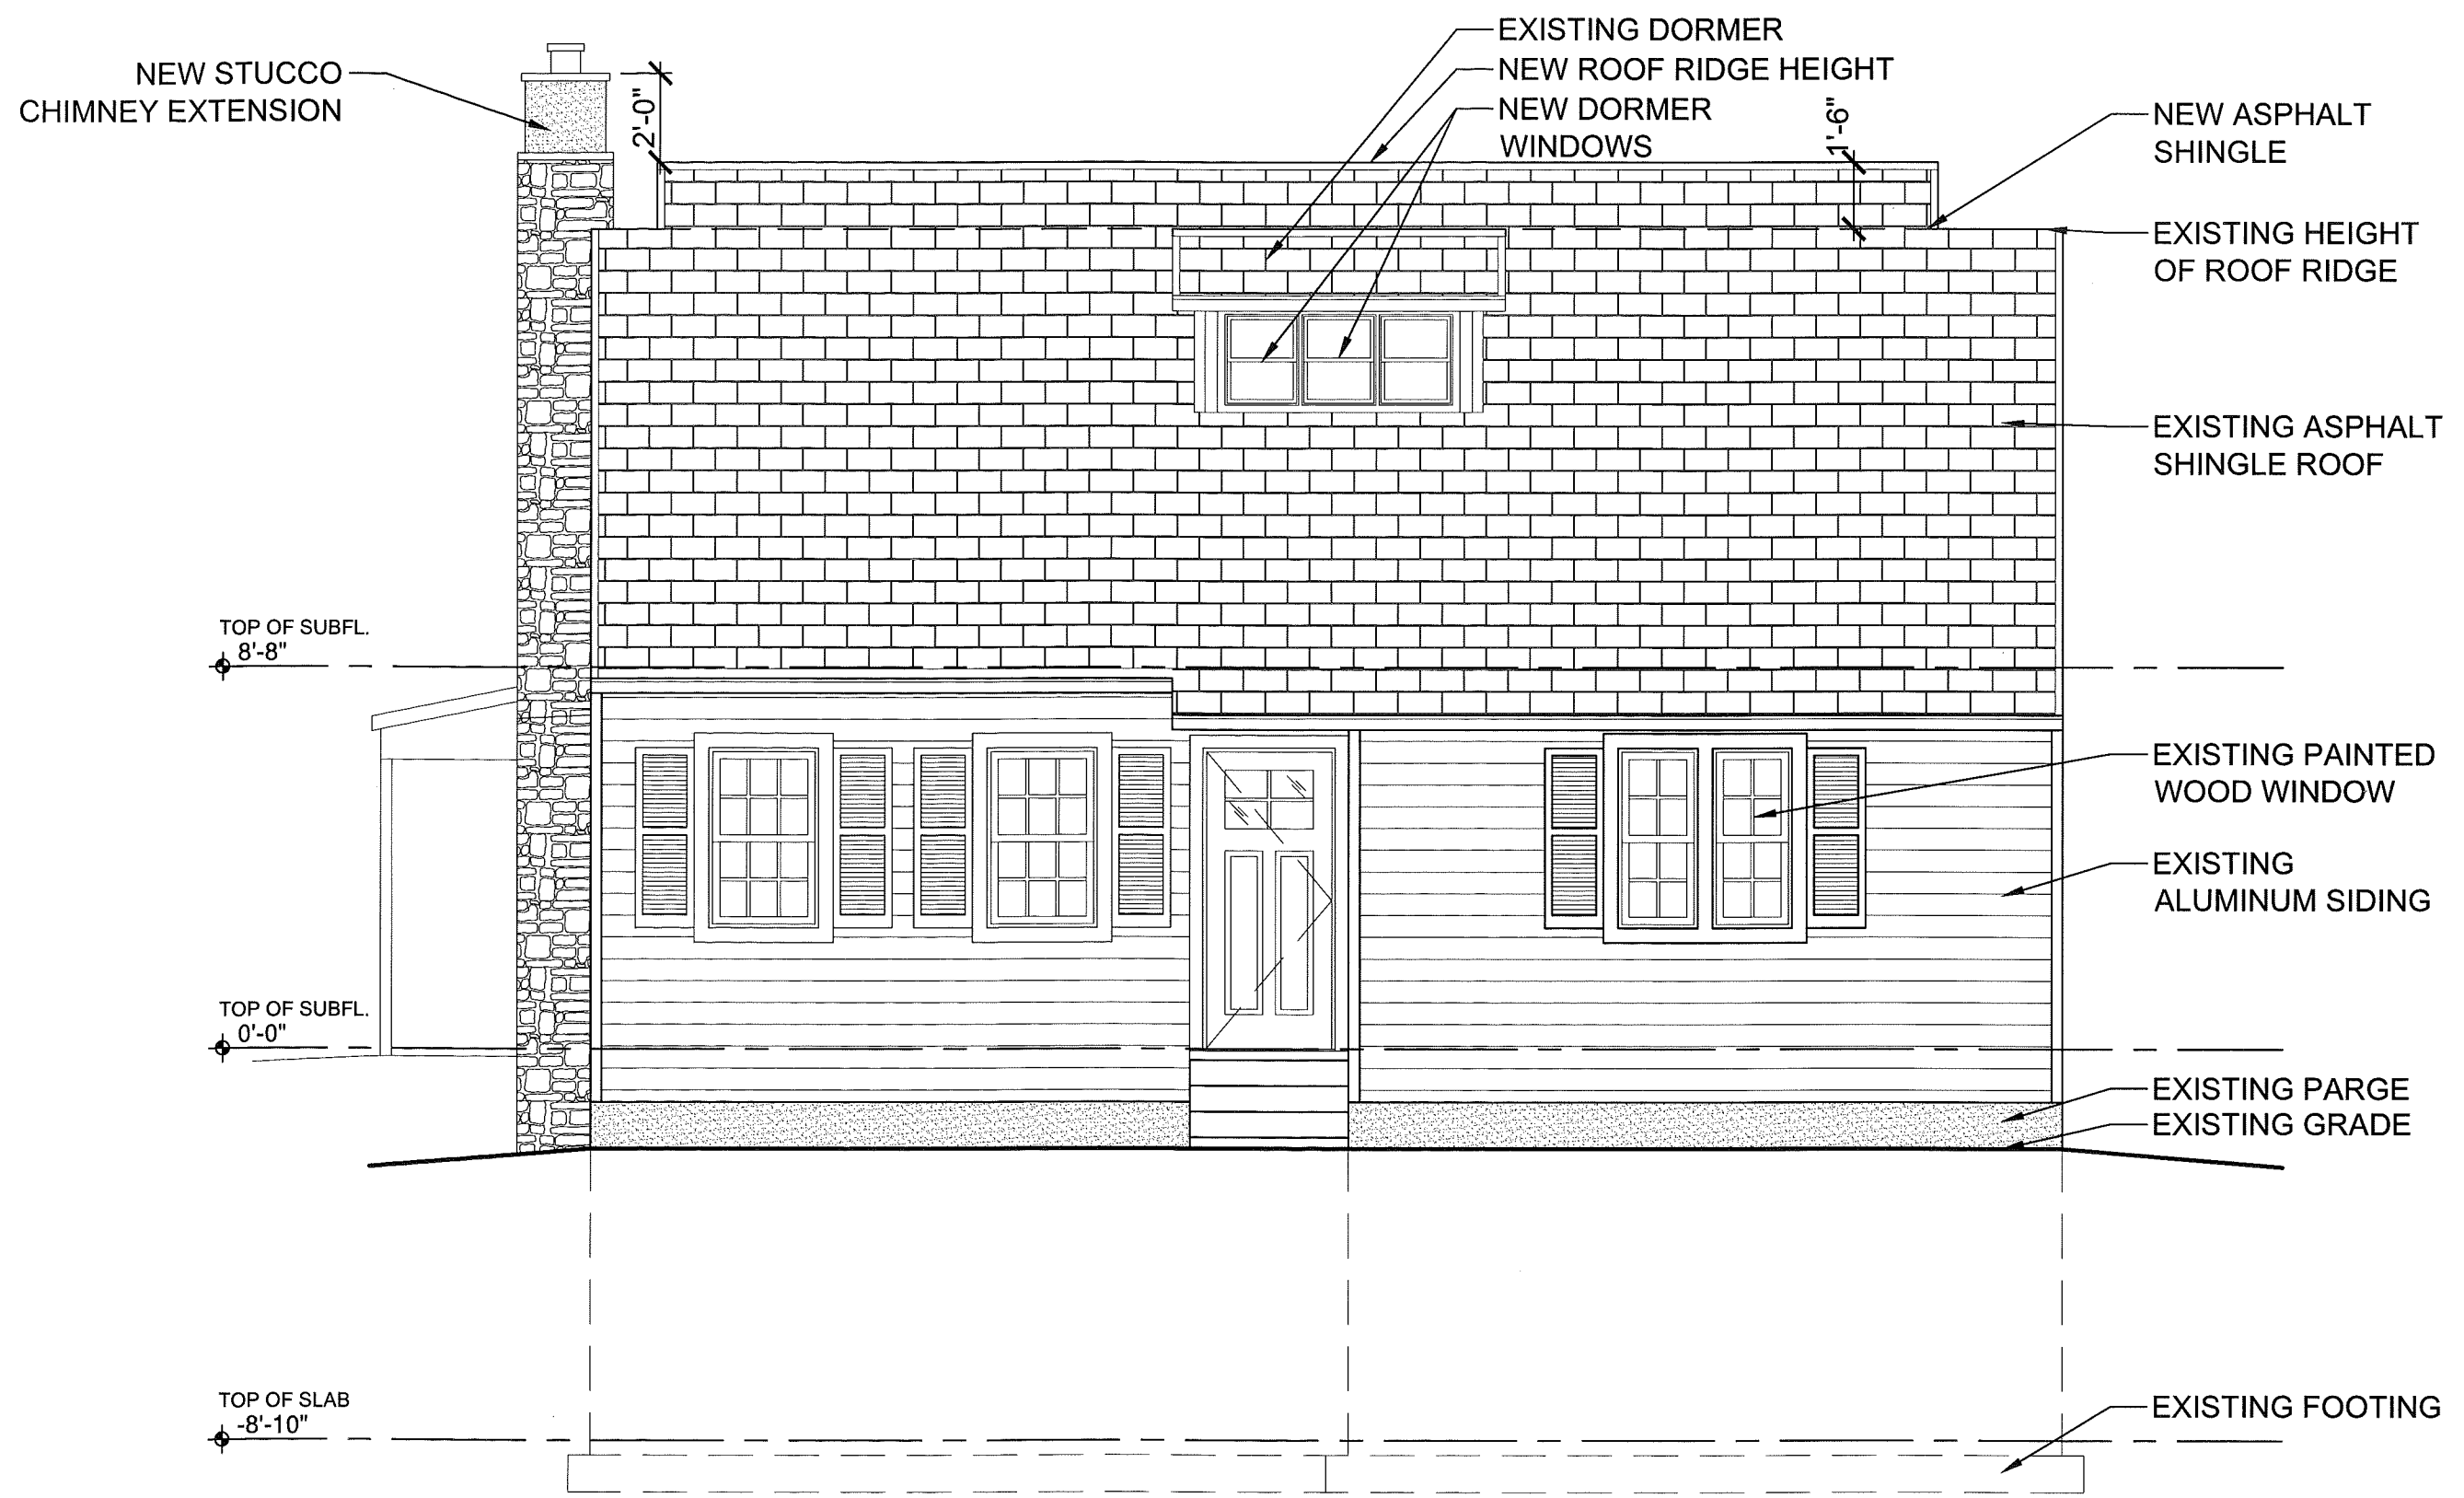 NEW STUCCO
CHIMNEY EXTENSION
2'-0"
EXISTING DORMER
NEW ROOF RIDGE HEIGHT
NEW DORMER
WINDOWS
1'-6"
NEW ASPHALT
SHINGLE
EXISTING HEIGHT
OF ROOF RIDGE
EXISTING ASPHALT
SHINGLE ROOF
TOP OF SUBFL.
8'-8"
EXISTING PAINTED
WOOD WINDOW
EXISTING
ALUMINUM SIDING
TOP OF SUBFL.
0'-0"
EXISTING PARGE
EXISTING GRADE
TOP OF SLAB
-8'-10"
EXISTING FOOTING